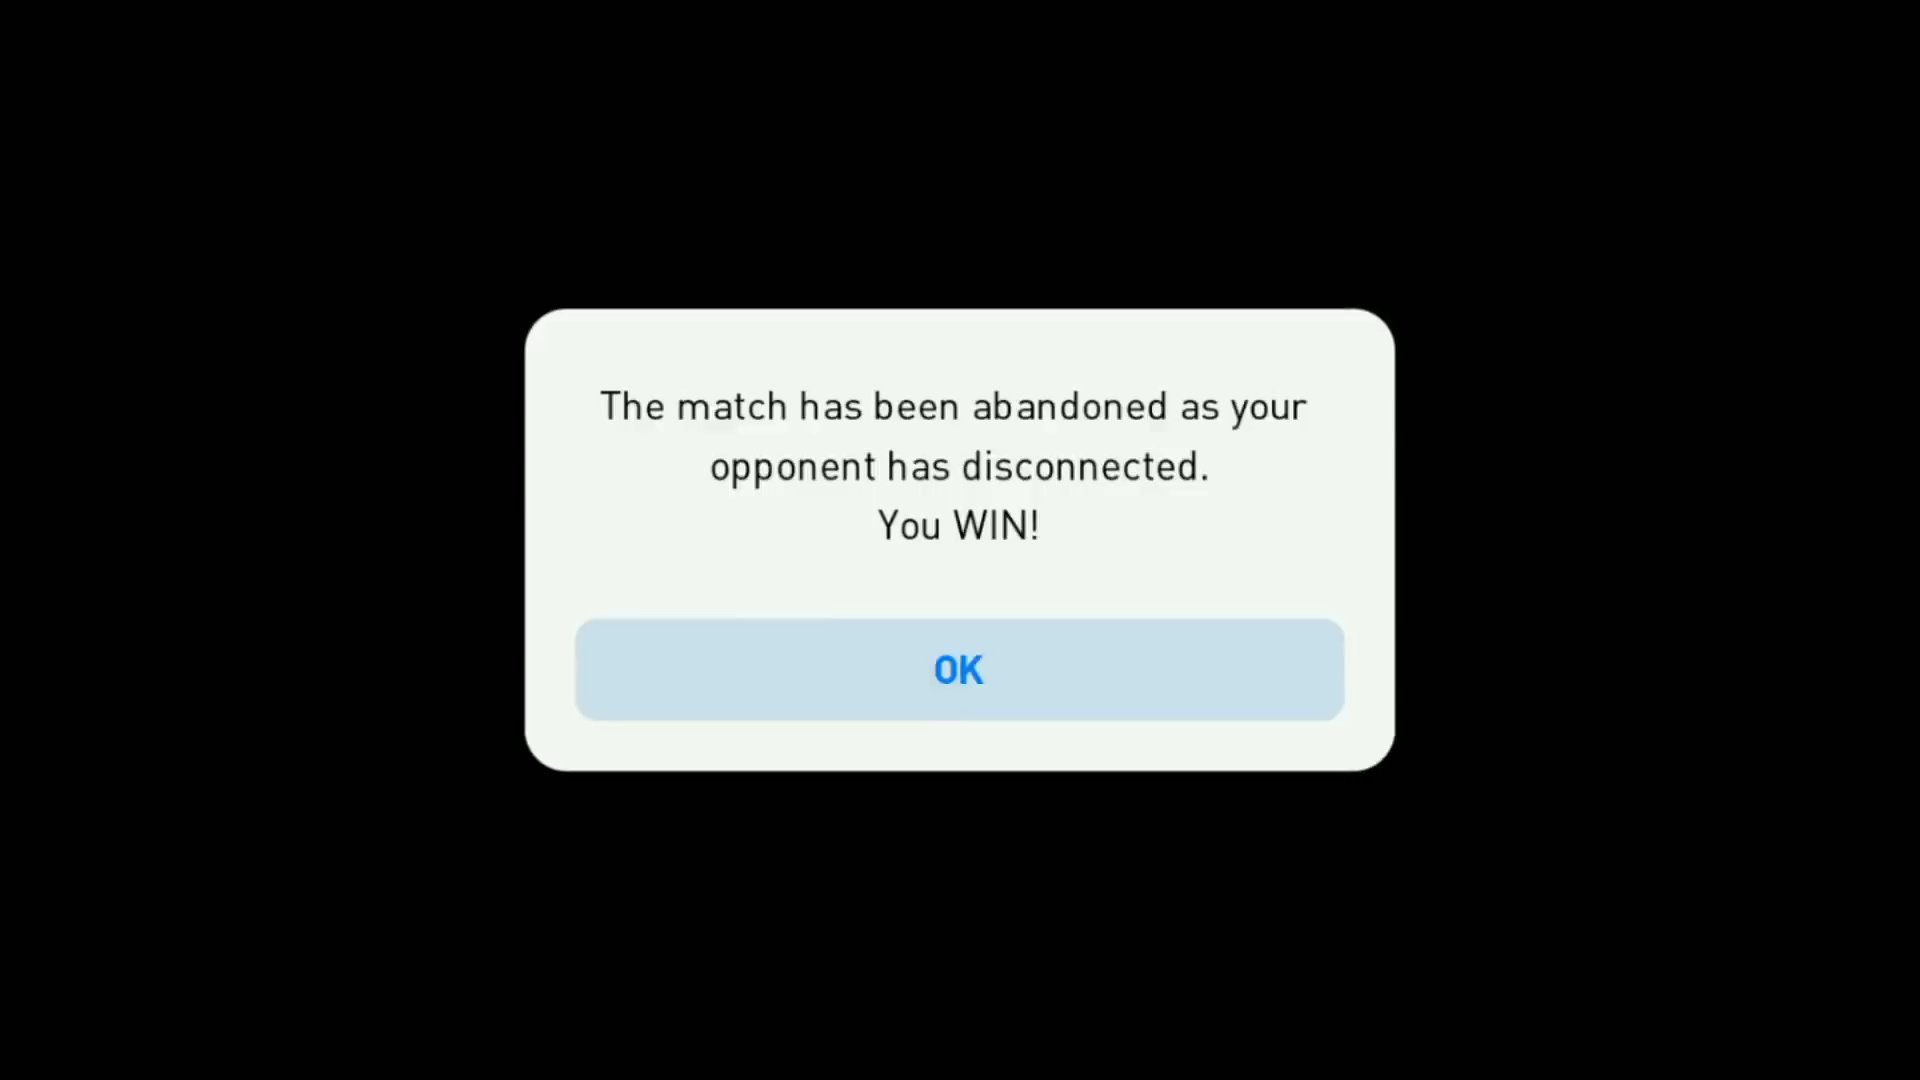 The match has been abandoned as your
opponent has disconnected.
You WIN!
OK